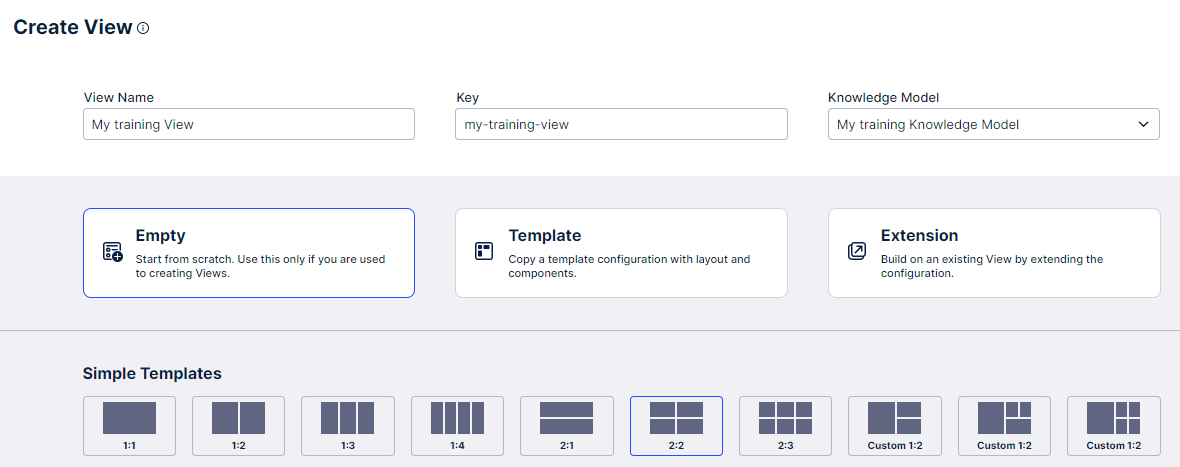 Create View
View Name
Key
Knowledge Model
My training View
my-training-view
My training Knowledge Model
Empty
Start from scratch. Use this only if you are used
to creating Views.
Template
Copy a template configuration with layout and
components.
Extension
Build on an existing View by extending the
configuration.
Simple Templates
1:1
1:2
1:3
1:4
2:1
2:2
2:3
Custom 1:2
Custom 1:2
Custom 1:2